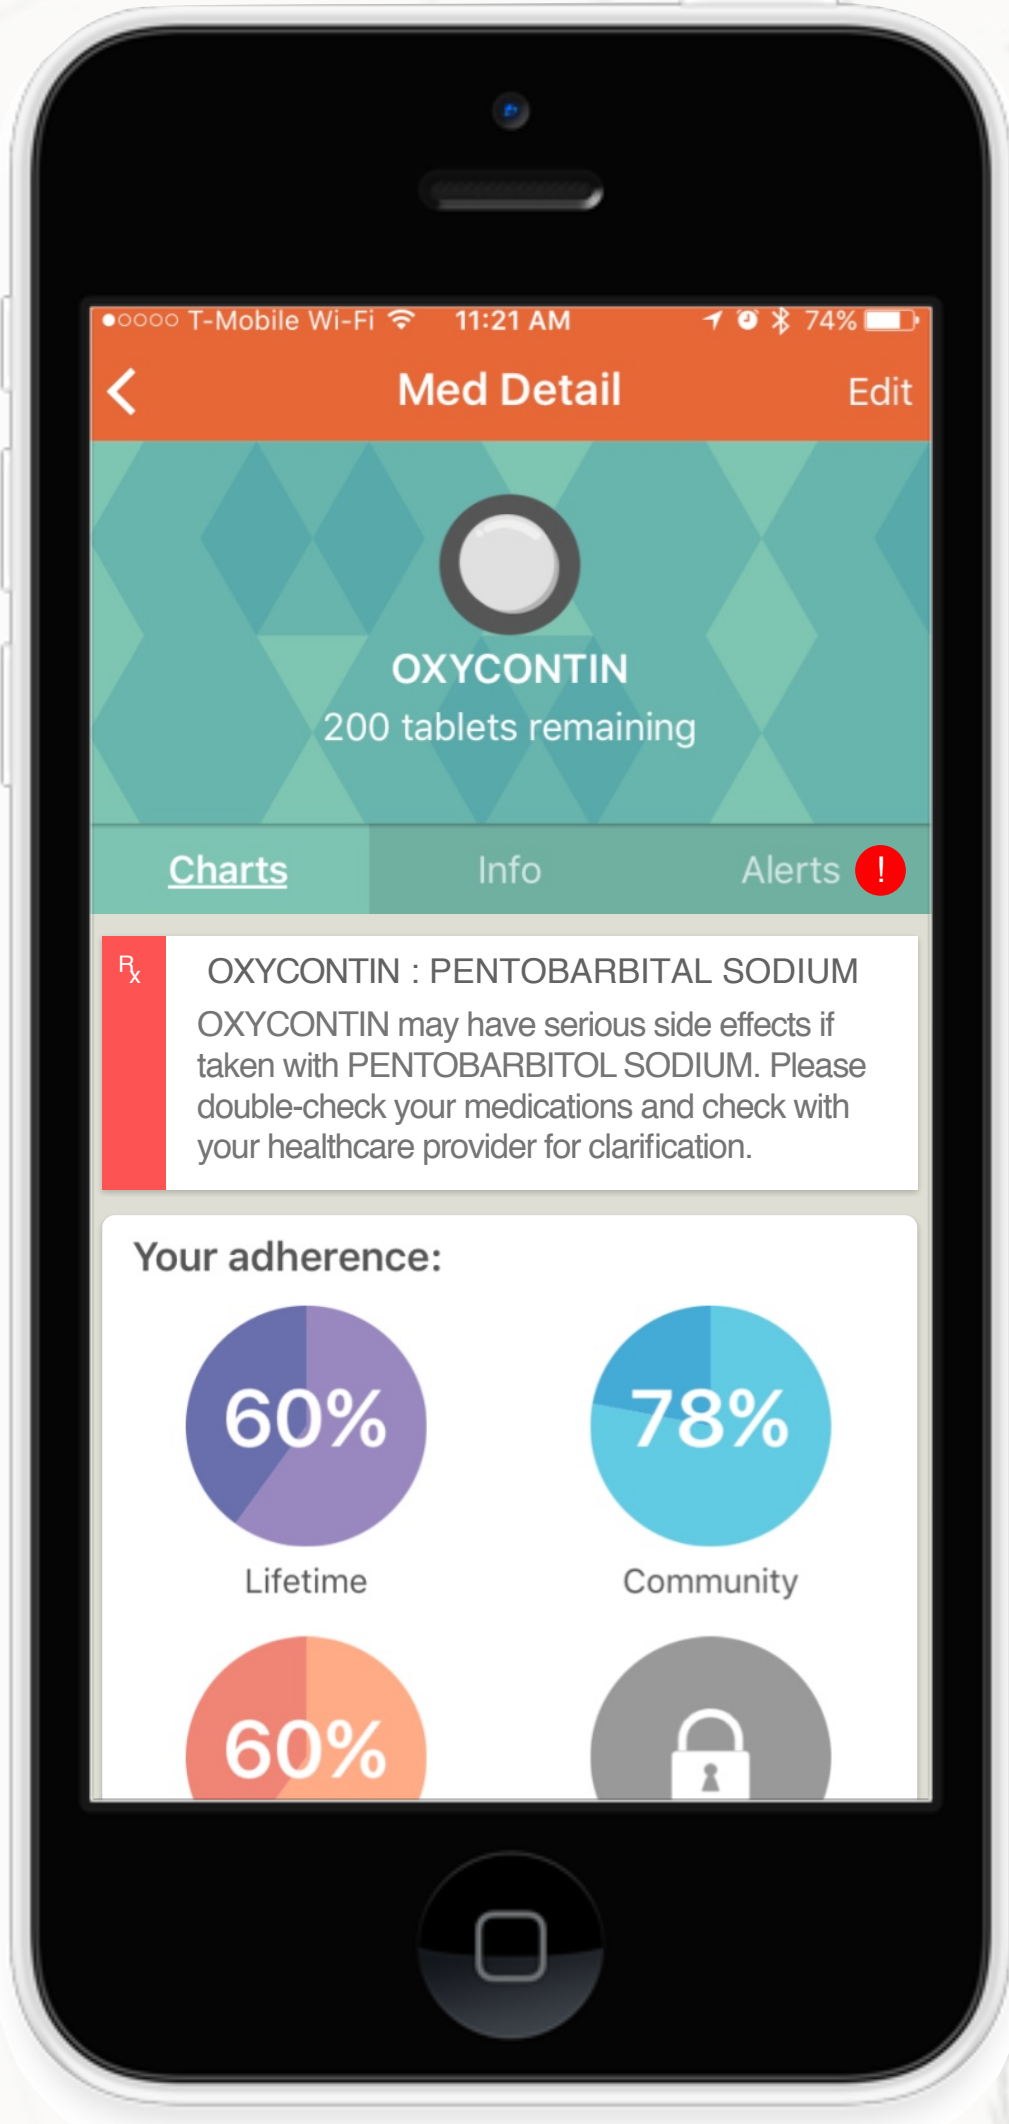 T-Mobile Wi-Fi 11:21 AM 74%
Med Detail Edit
OXYCONTIN
200 tablets remaining
Charts Info Alerts !
Rx OXYCONTIN : PENTOBARBITAL SODIUM
OXYCONTIN may have serious side effects if
taken with PENTOBARBITOL SODIUM. Please
double-check your medications and check with
your healthcare provider for clarification.
Your adherence:
60% 78%
Lifetime Community
60%